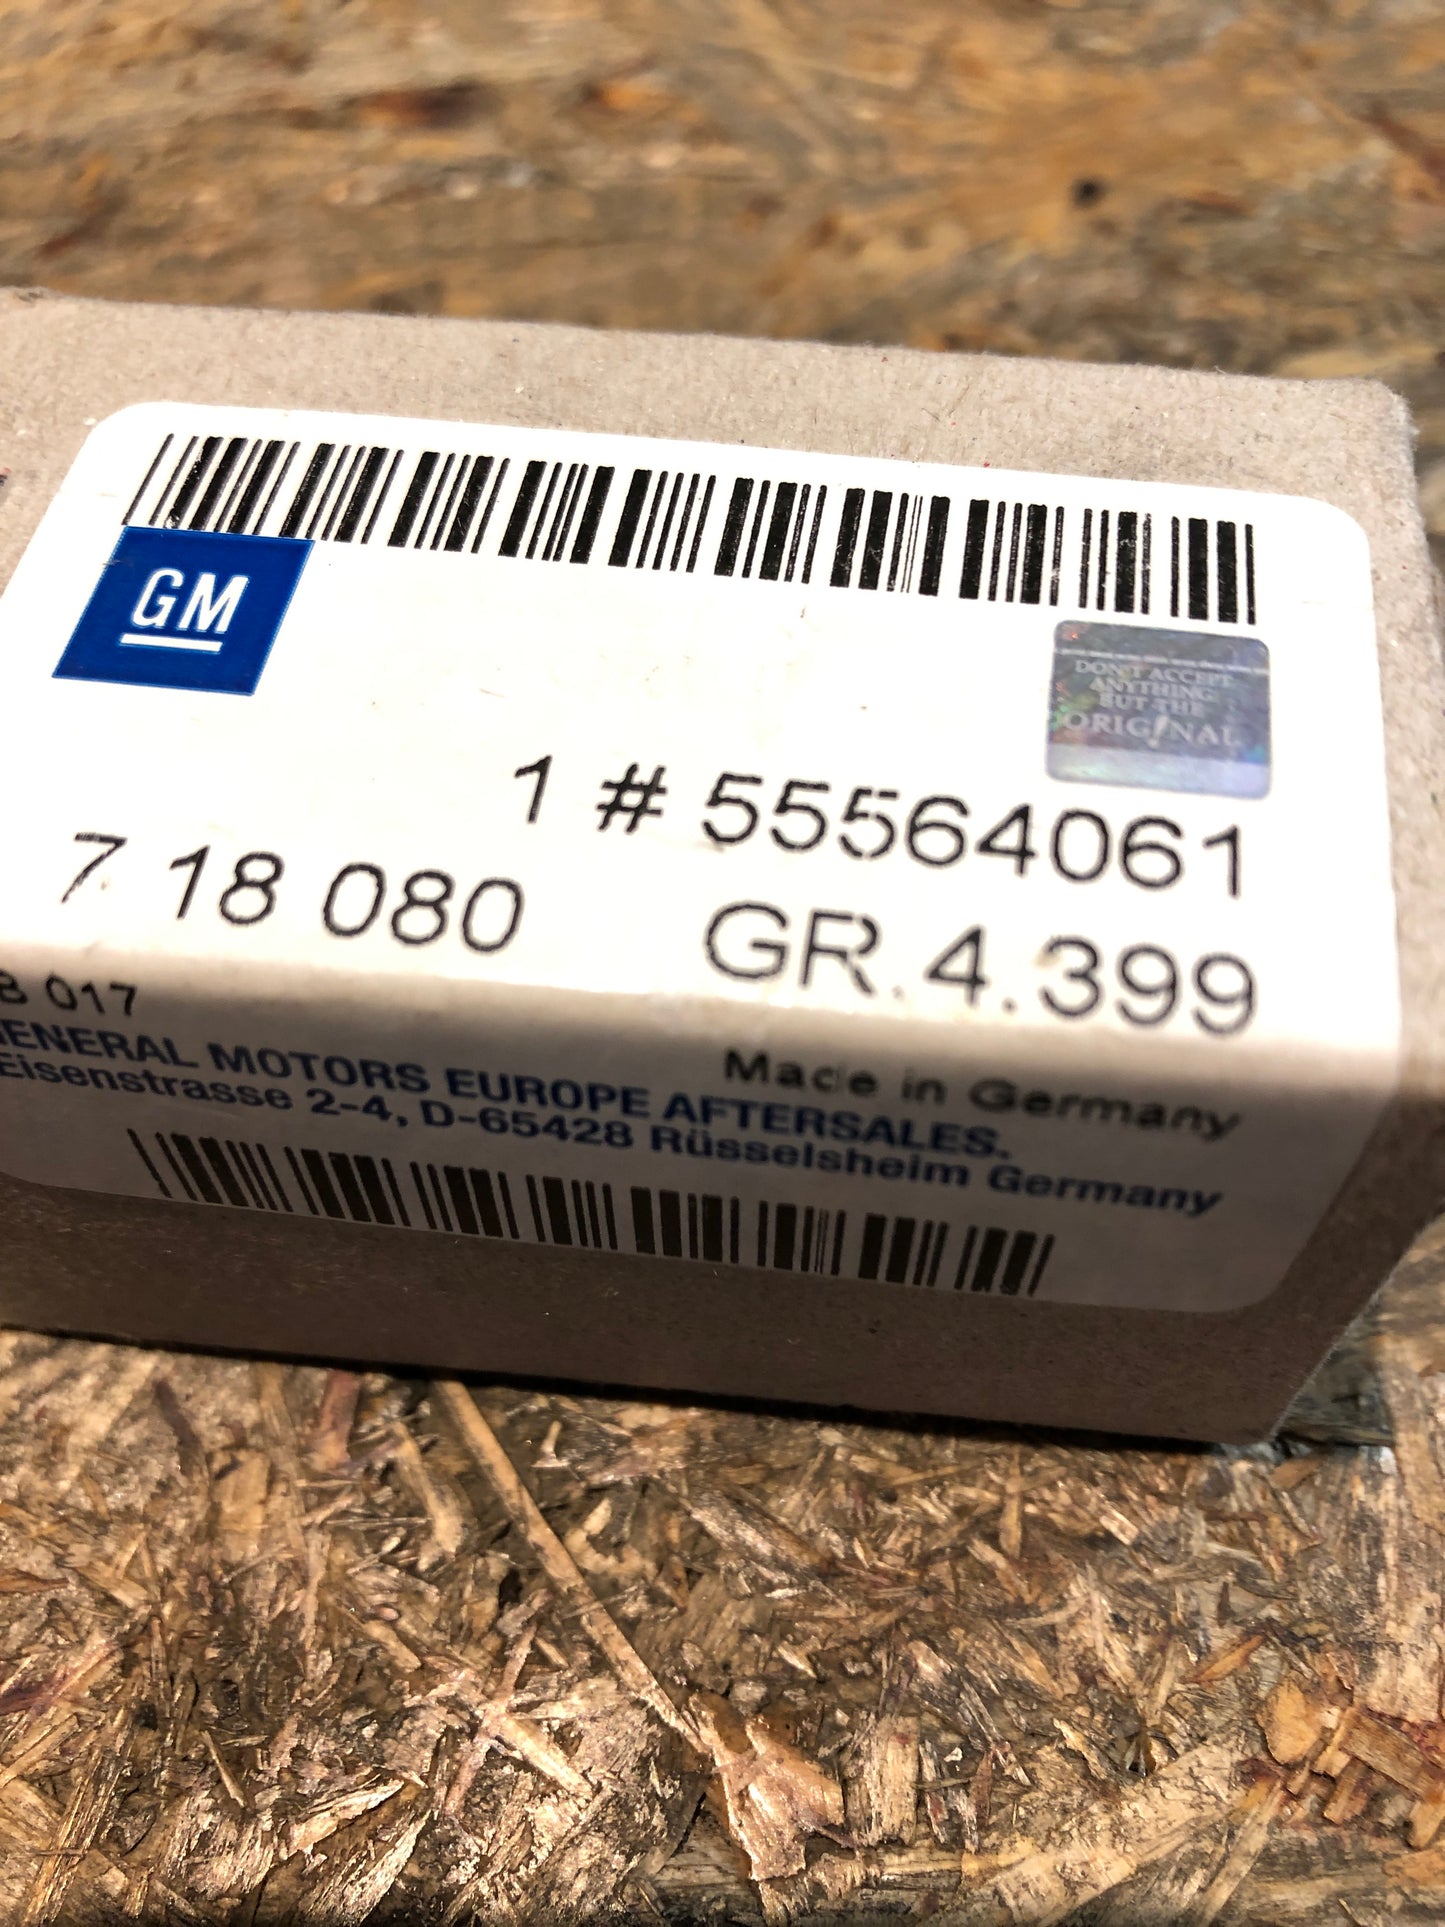 GM
DON'T ACCEPT
ANYTHING
BUT THE
ORIGINAL
1 # 55564061
7 18 080 GR.4.399
8 017
Made in Germany
GENERAL MOTORS EUROPE AFTERSALES.
Eisenstrasse 2-4, D-65428 Rüsselsheim Germany